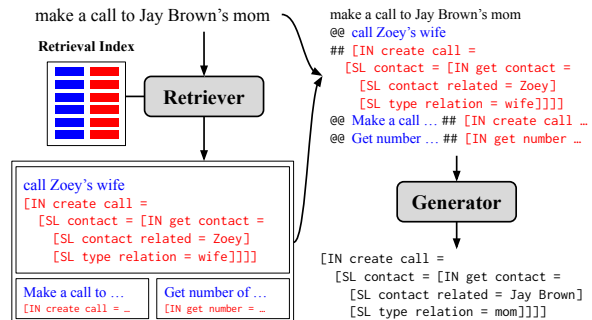 make a call to Jay Brown's mom
Retrieval Index
Retriever
call Zoey's wife
[IN create call =
[SL contact = [IN get contact =
[SL contact related = Zoey]
[SL type relation = wife]]]]
Make a call to …
[IN create call = …
Get number of …
[IN get number = …
make a call to Jay Brown's mom
@@ call Zoey's wife
## [IN create call =
[SL contact = [IN get contact =
[SL contact related = Zoey]
[SL type relation = wife]]]]
@@ Make a call … ## [IN create call …
@@ Get number … ## [IN get number …
Generator
[IN create call =
[SL contact = [IN get contact =
[SL contact related = Jay Brown]
[SL type relation = mom]]]]